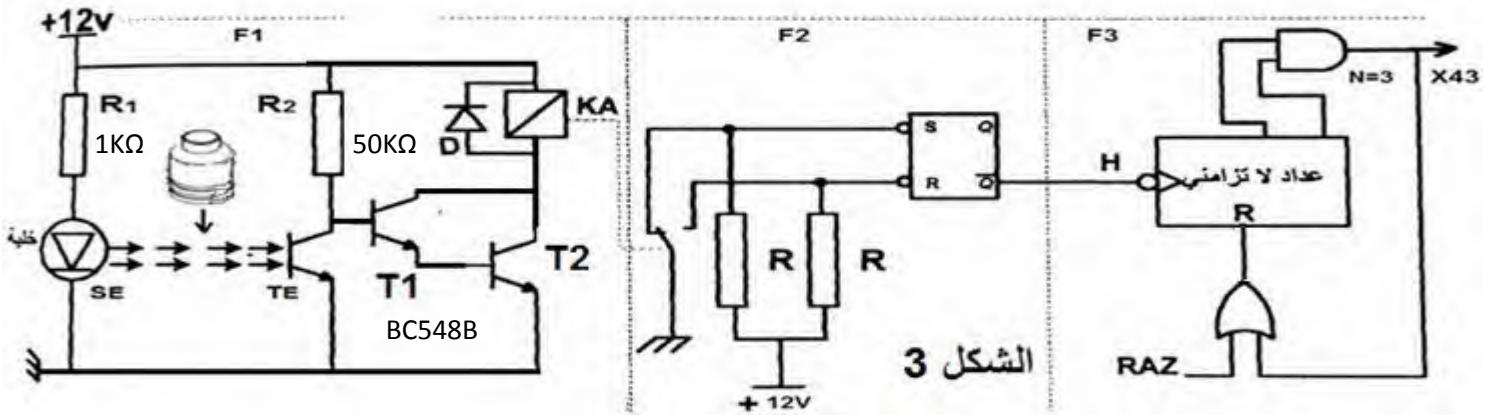 +12v
F1
F2
F3
R1
1KΩ
R2
50KΩ
D
KA
خلية
SE
TE
T1
T2
BC548B
S
Q
R
Q̅
R
R
+ 12V
الشكل 3
N=3
X43
H
عداد لا تزامني
R
RAZ